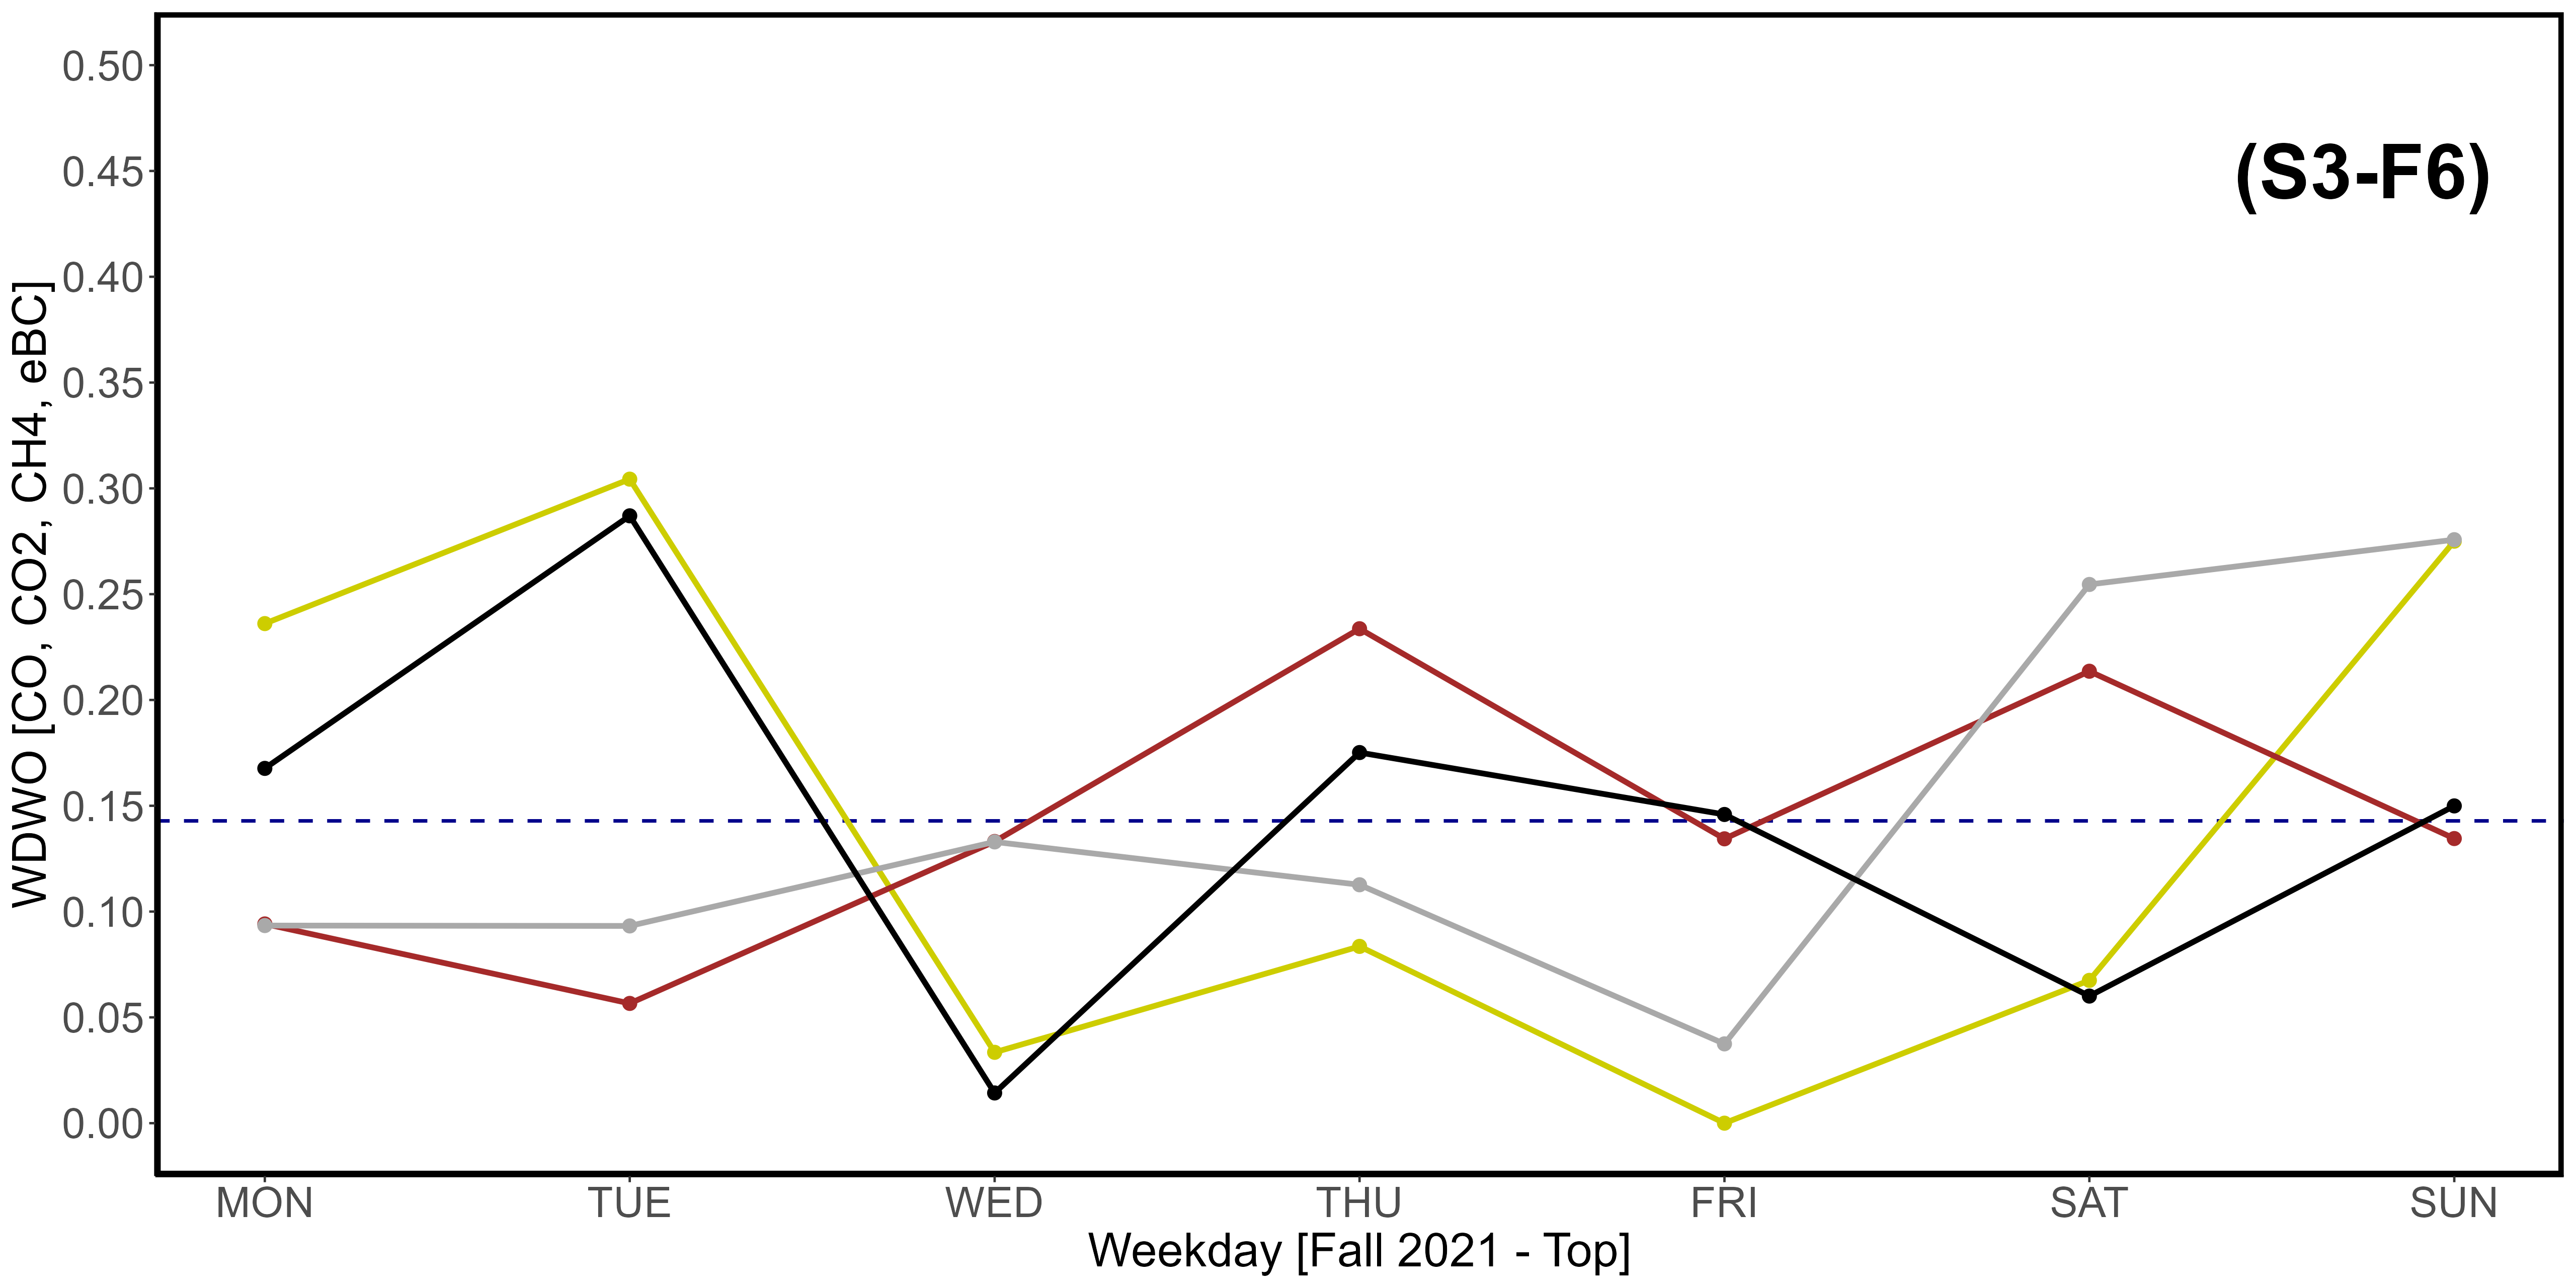 WDWO [CO, CO2, CH4, eBC]
0.50
0.45
0.40
0.35
0.30
0.25
0.20
0.15
0.10
0.05
0.00
(S3-F6)
MON TUE WED THU FRI SAT SUN
Weekday [Fall 2021 - Top]